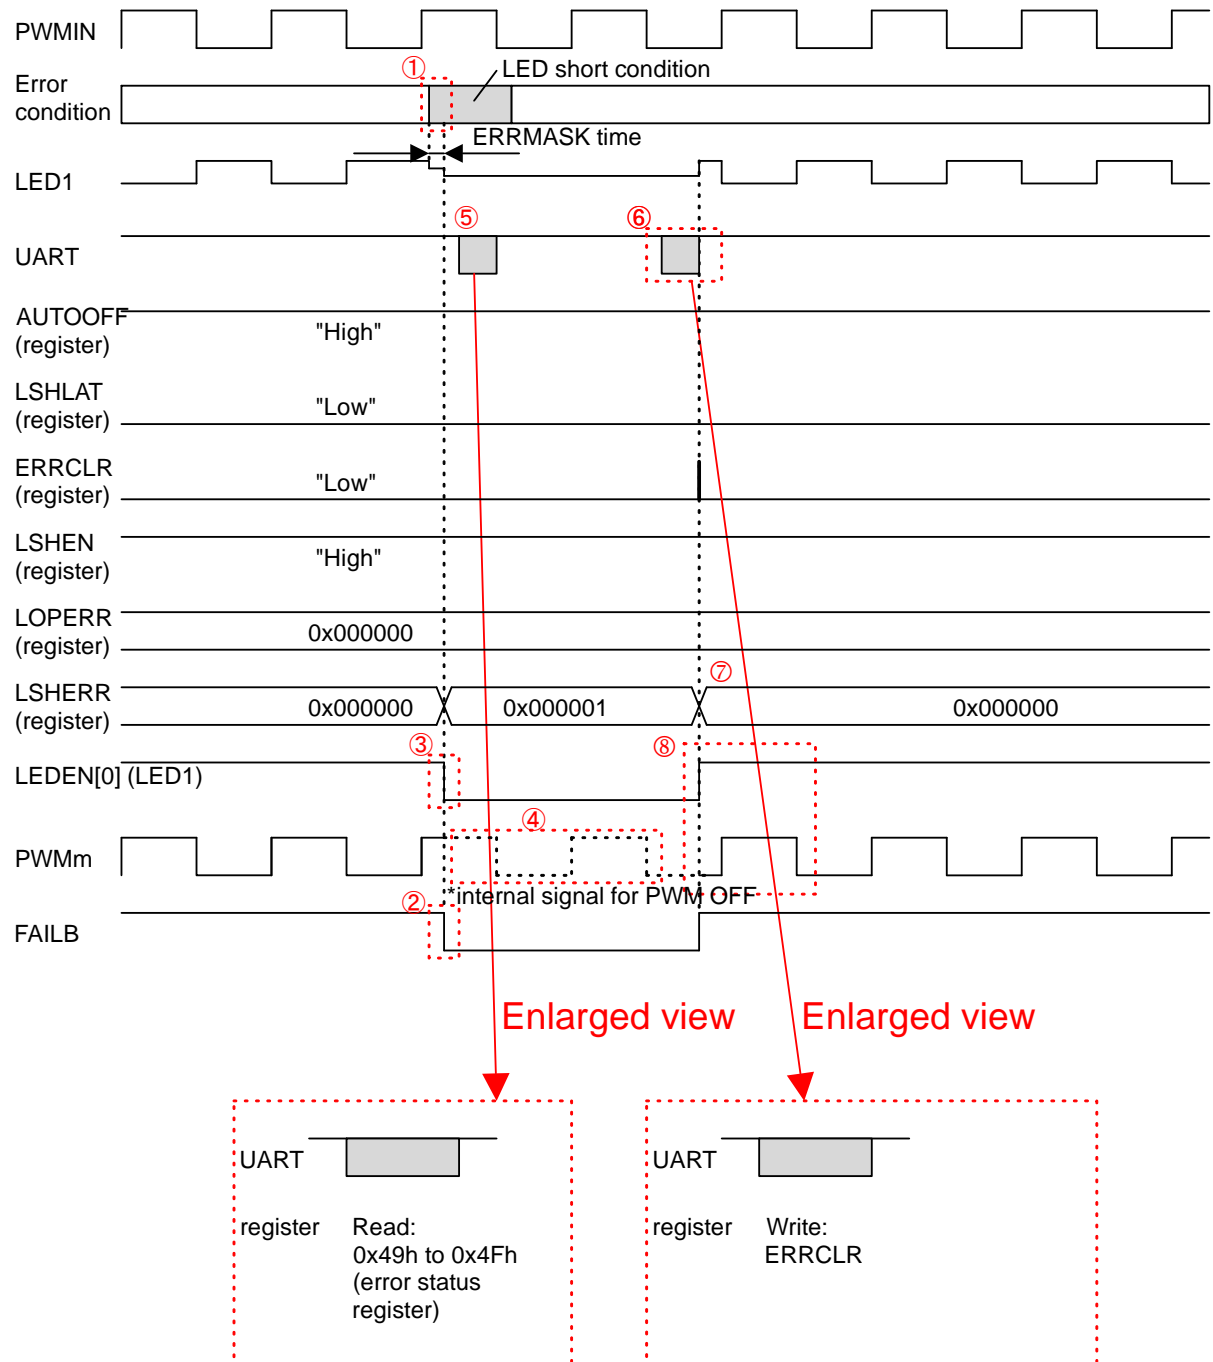 PWMIN
①
LED short condition
Error
condition
ERRMASK time
LED1
⑤
⑥
UART
AUTOOFF
(register)
"High"
LSHLAT
(register)
"Low"
ERRCLR
(register)
"Low"
LSHEN
(register)
"High"
LOPERR
(register)
0x000000
⑦
LSHERR
(register)
0x000000
0x000001
0x000000
③
⑧
LEDEN[0] (LED1)
④
PWMm
*internal signal for PWM OFF
②
FAILB
Enlarged view
Enlarged view
UART
register
Read:
0x49h to 0x4Fh
(error status
register)
UART
register
Write:
ERRCLR